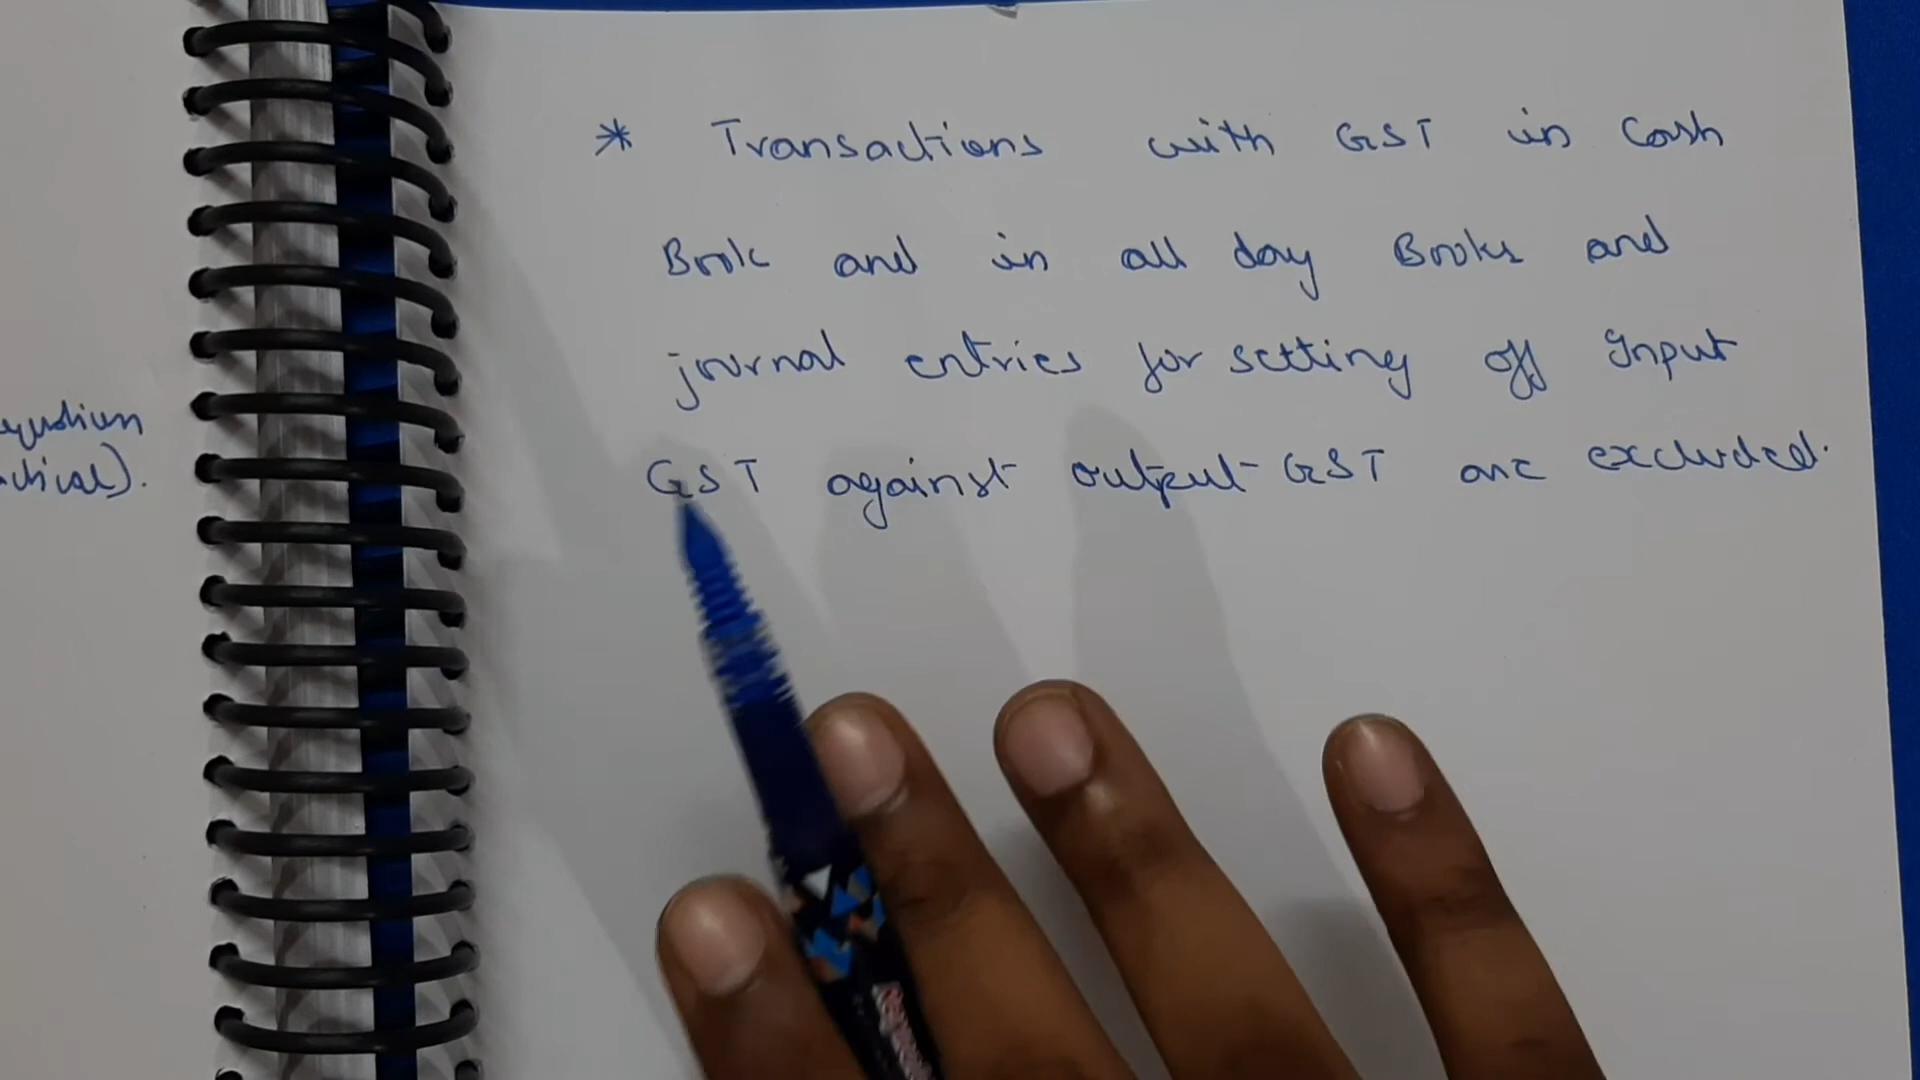 * Transactions with GST in Cash
Book and in all day Books and
journal entries for setting off Input
GST against output GST are excluded.